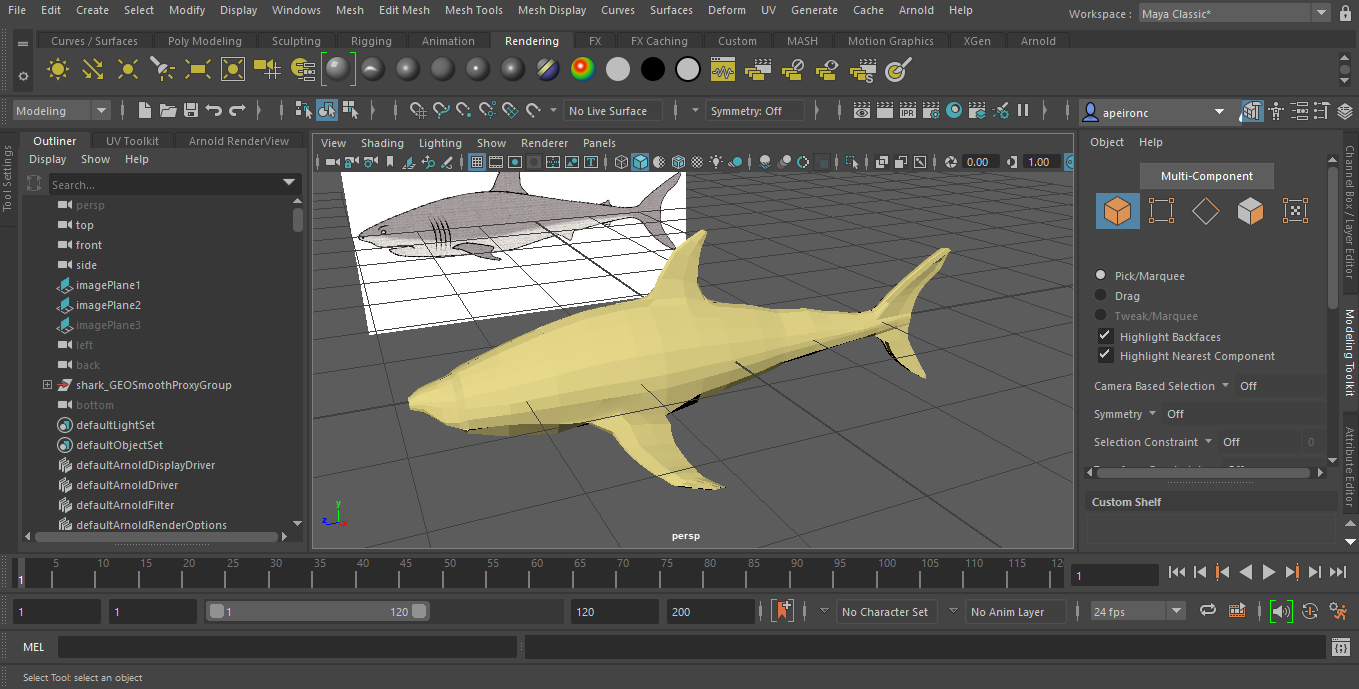 File Edit Create Select Modify Display Windows Mesh Edit Mesh Mesh Tools Mesh Display Curves Surfaces Deform UV Generate Cache Arnold Help
Workspace : Maya Classic*
Curves / Surfaces Poly Modeling Sculpting Rigging Animation Rendering FX FX Caching Custom MASH Motion Graphics XGen Arnold
Modeling No Live Surface Symmetry: Off IPR apeironc
Tool Settings
Outliner UV Toolkit Arnold RenderView
Display Show Help
Search...
persp
top
front
side
imagePlane1
imagePlane2
imagePlane3
left
back
shark_GEOSmoothProxyGroup
bottom
defaultLightSet
defaultObjectSet
defaultArnoldDisplayDriver
defaultArnoldDriver
defaultArnoldFilter
defaultArnoldRenderOptions
View Shading Lighting Show Renderer Panels
0.00 1.00
y
z x
persp
Object Help
Multi-Component
Pick/Marquee
Drag
Tweak/Marquee
Highlight Backfaces
Highlight Nearest Component
Camera Based Selection Off
Symmetry Off
Selection Constraint Off 0
Custom Shelf
Channel Box / Layer Editor
Modeling Toolkit
Attribute Editor
1 5 10 15 20 25 30 35 40 45 50 55 60 65 70 75 80 85 90 95 100 105 110 115 12
1
1 1 1 120 120 200 No Character Set No Anim Layer 24 fps
MEL
Select Tool: select an object